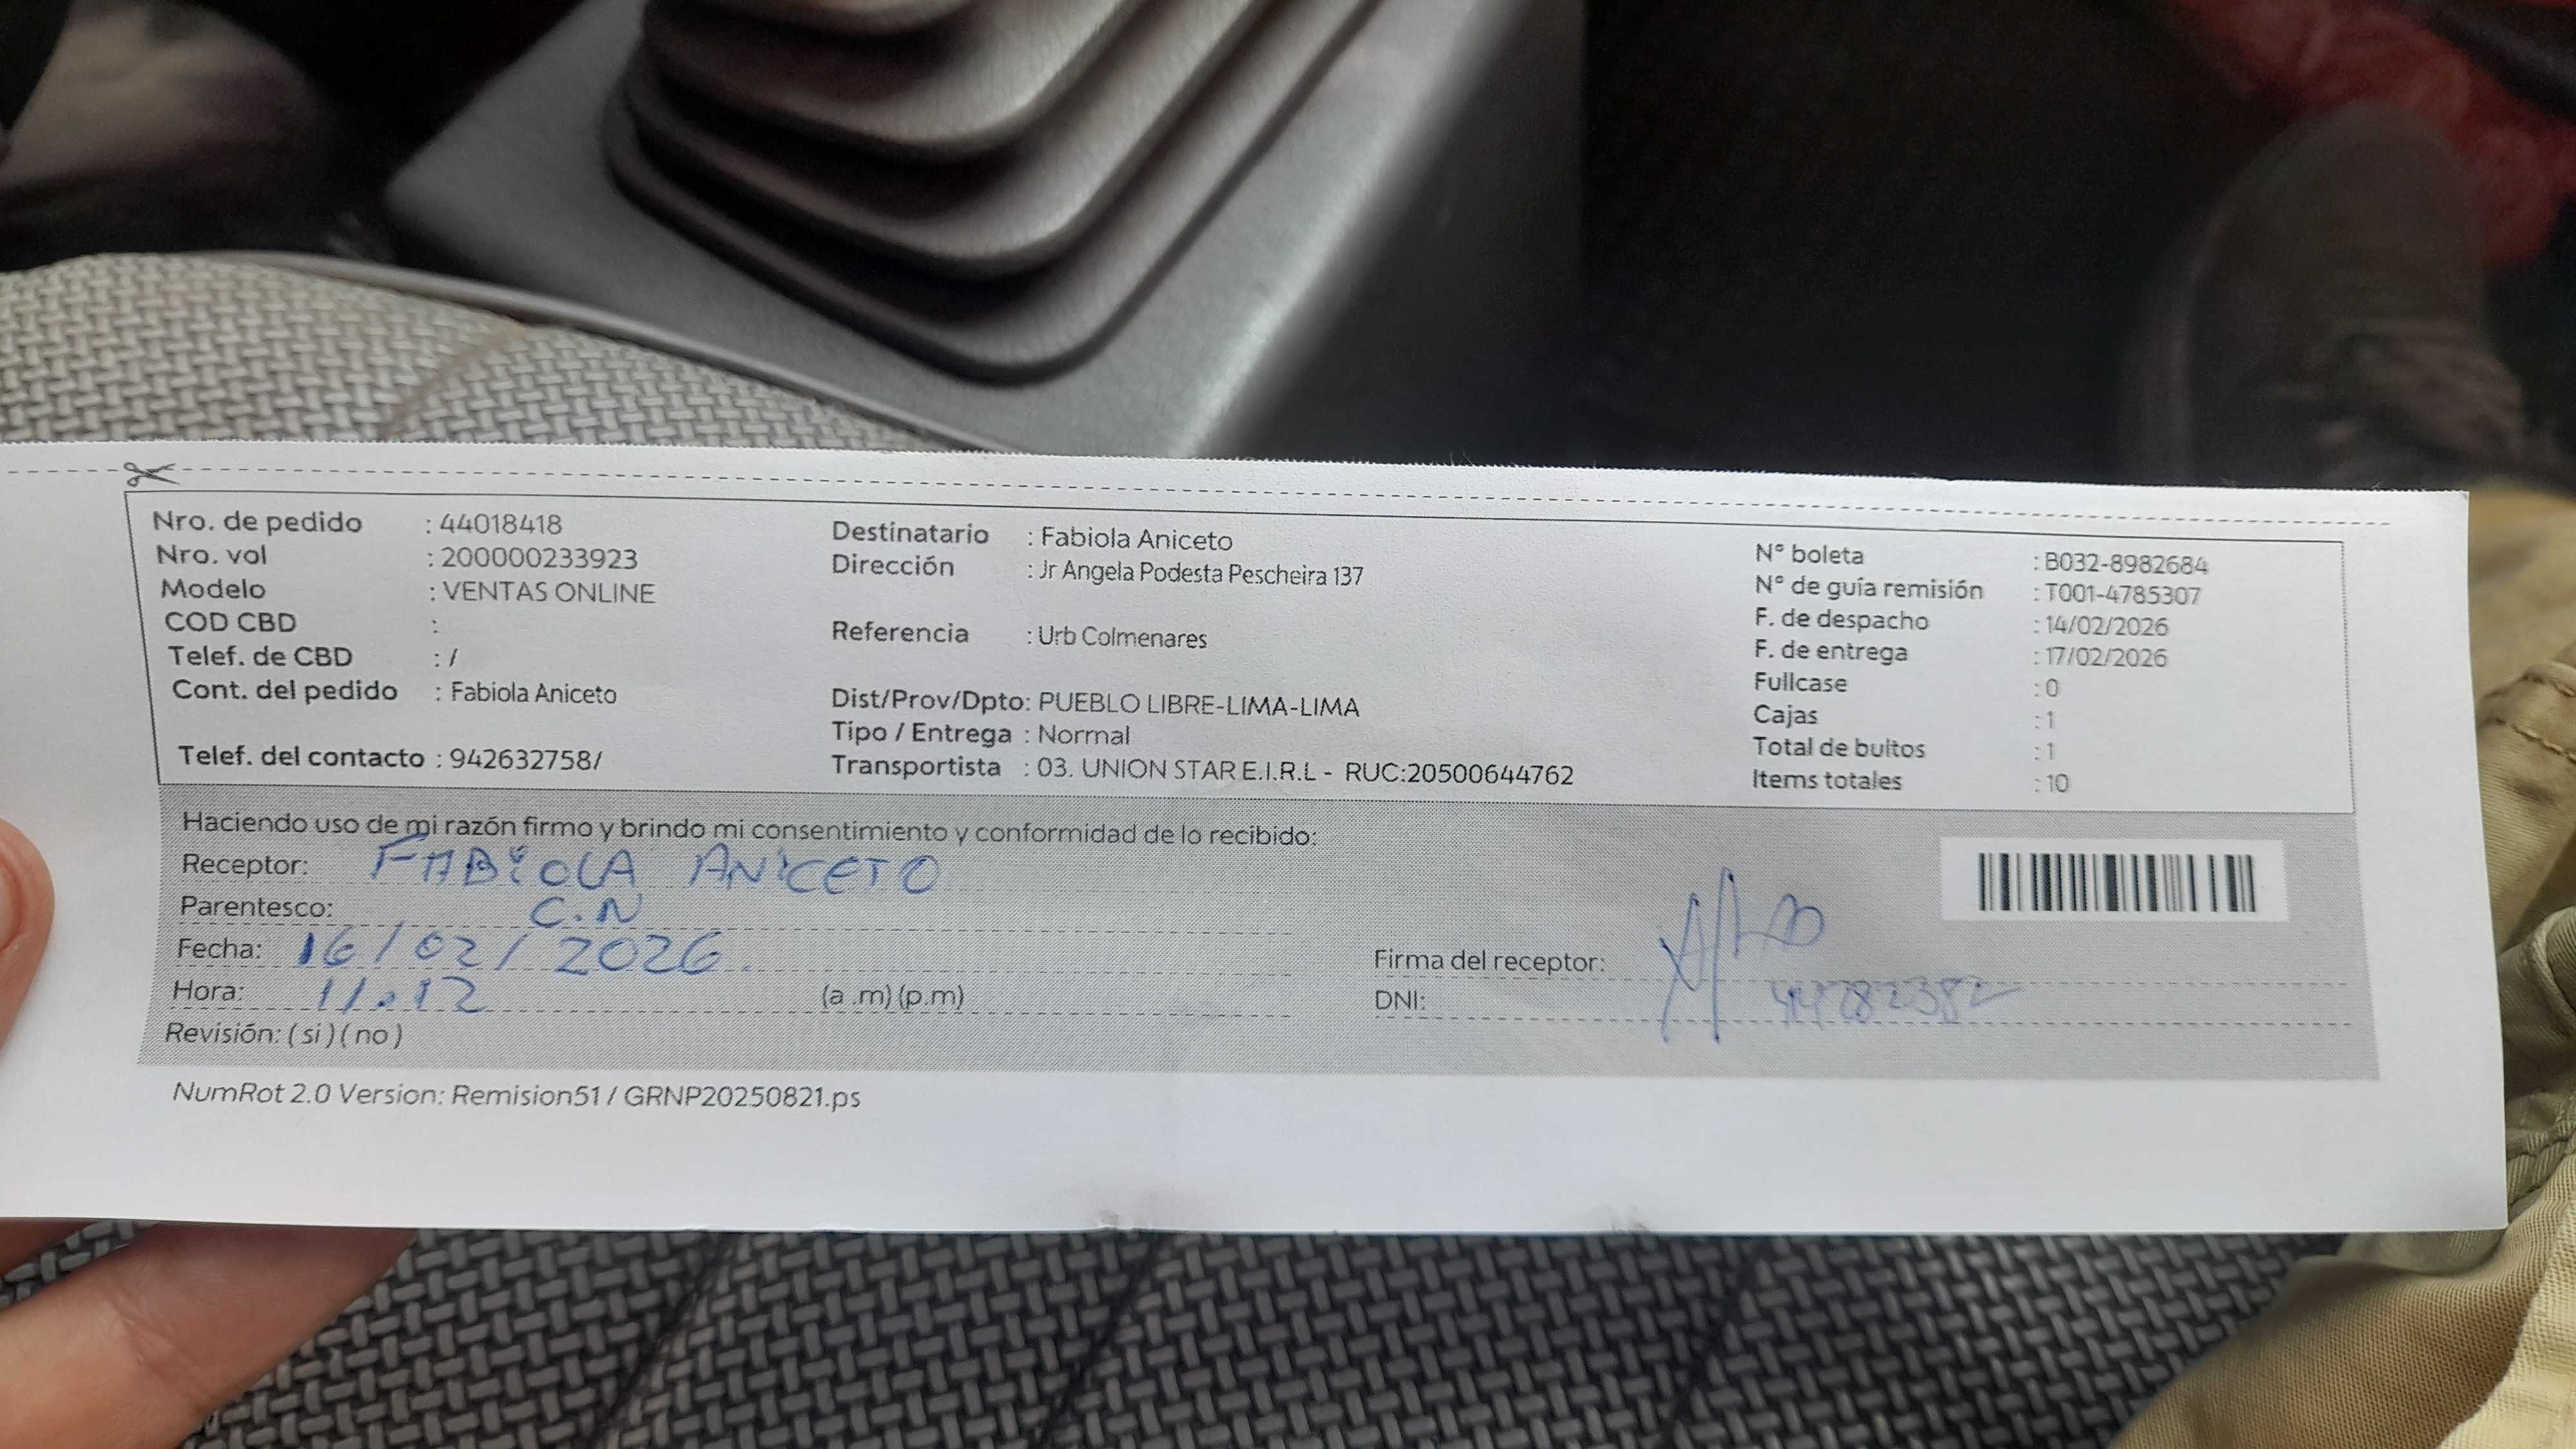 Nro. de pedido : 44018418
Nro. vol : 200000233923
Modelo : VENTAS ONLINE
COD CBD :
Telef. de CBD : /
Cont. del pedido : Fabiola Aniceto
Telef. del contacto : 942632758/
Destinatario : Fabiola Aniceto
Dirección : Jr Angela Podesta Pescheira 137
Referencia : Urb Colmenares
Dist/Prov/Dpto: PUEBLO LIBRE-LIMA-LIMA
Tipo / Entrega : Normal
Transportista : 03. UNION STAR E.I.R.L - RUC:20500644762
N° boleta : B032-8982684
N° de guía remisión : T001-4785307
F. de despacho : 14/02/2026
F. de entrega : 17/02/2026
Fullcase : 0
Cajas : 1
Total de bultos : 1
Items totales : 10
Haciendo uso de mi razón firmo y brindo mi consentimiento y conformidad de lo recibido:
Receptor: FABiOLA ANiCETO
Parentesco: C.N
Fecha: 16/02/2026.
Hora: 11.12 (a .m) (p.m)
Revisión: ( si ) ( no )
Firma del receptor:
DNI:
NumRot 2.0 Version: Remision51 / GRNP20250821.ps